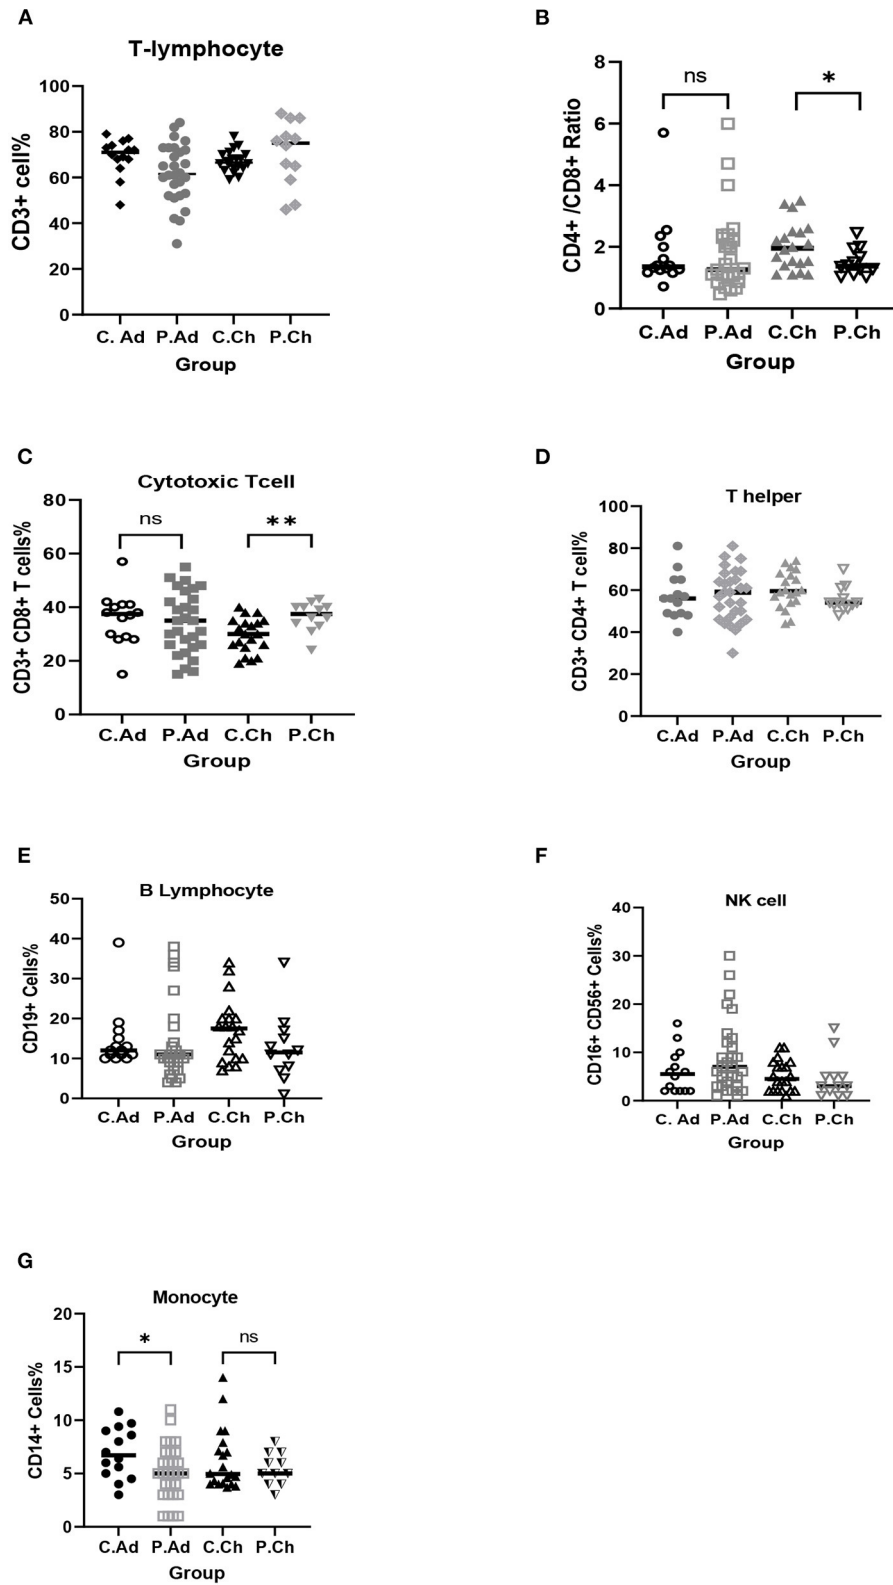 A
T-lymphocyte
CD3+ cell%
100
80
60
40
20
0
C. Ad P.Ad C.Ch P.Ch
Group
B
CD4+ /CD8+ Ratio
8
6
4
2
0
ns
*
C.Ad P.Ad C.Ch P.Ch
Group
C
Cytotoxic Tcell
CD3+ CD8+ T cells%
80
60
40
20
0
ns
**
C.Ad P.Ad C.Ch P.Ch
Group
D
T helper
CD3+ CD4+ T cell%
100
80
60
40
20
0
C.Ad P.Ad C.Ch P.Ch
Group
E
B Lymphocyte
CD19+ Cells%
50
40
30
20
10
0
C.Ad P.Ad C.Ch P.Ch
Group
F
NK cell
CD16+ CD56+ Cells%
40
30
20
10
0
C. Ad P.Ad C.Ch P.Ch
Group
G
Monocyte
CD14+ Cells%
20
15
10
5
0
*
ns
C.Ad P.Ad C.Ch P.Ch
Group